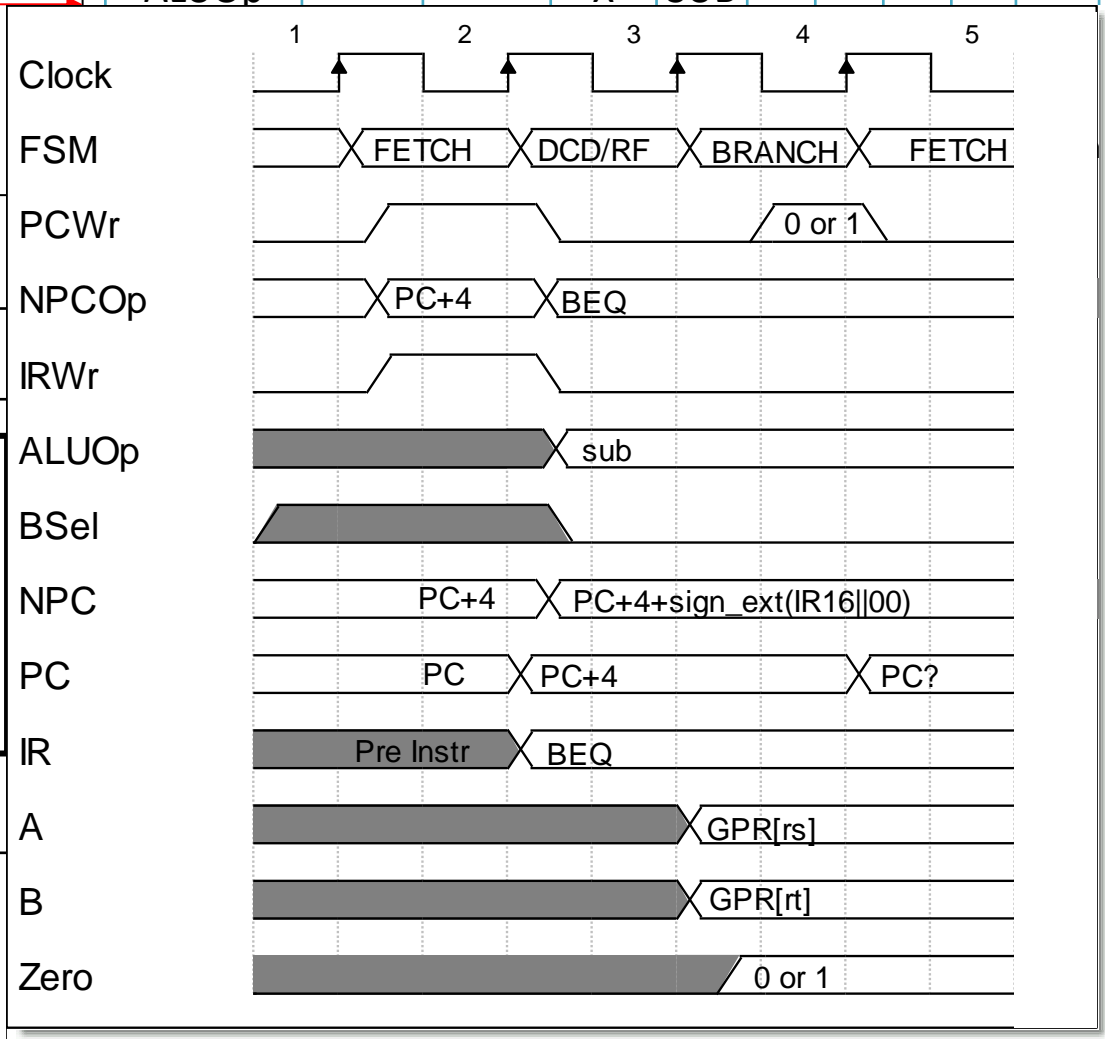 1 2 3 4 5
Clock
FSM FETCH DCD/RF BRANCH FETCH
PCWr 0 or 1
NPCOp PC+4 BEQ
IRWr
ALUOp sub
BSel
NPC PC+4 PC+4+sign_ext(IR16||00)
PC PC PC+4 PC?
IR Pre Instr BEQ
A GPR[rs]
B GPR[rt]
Zero 0 or 1